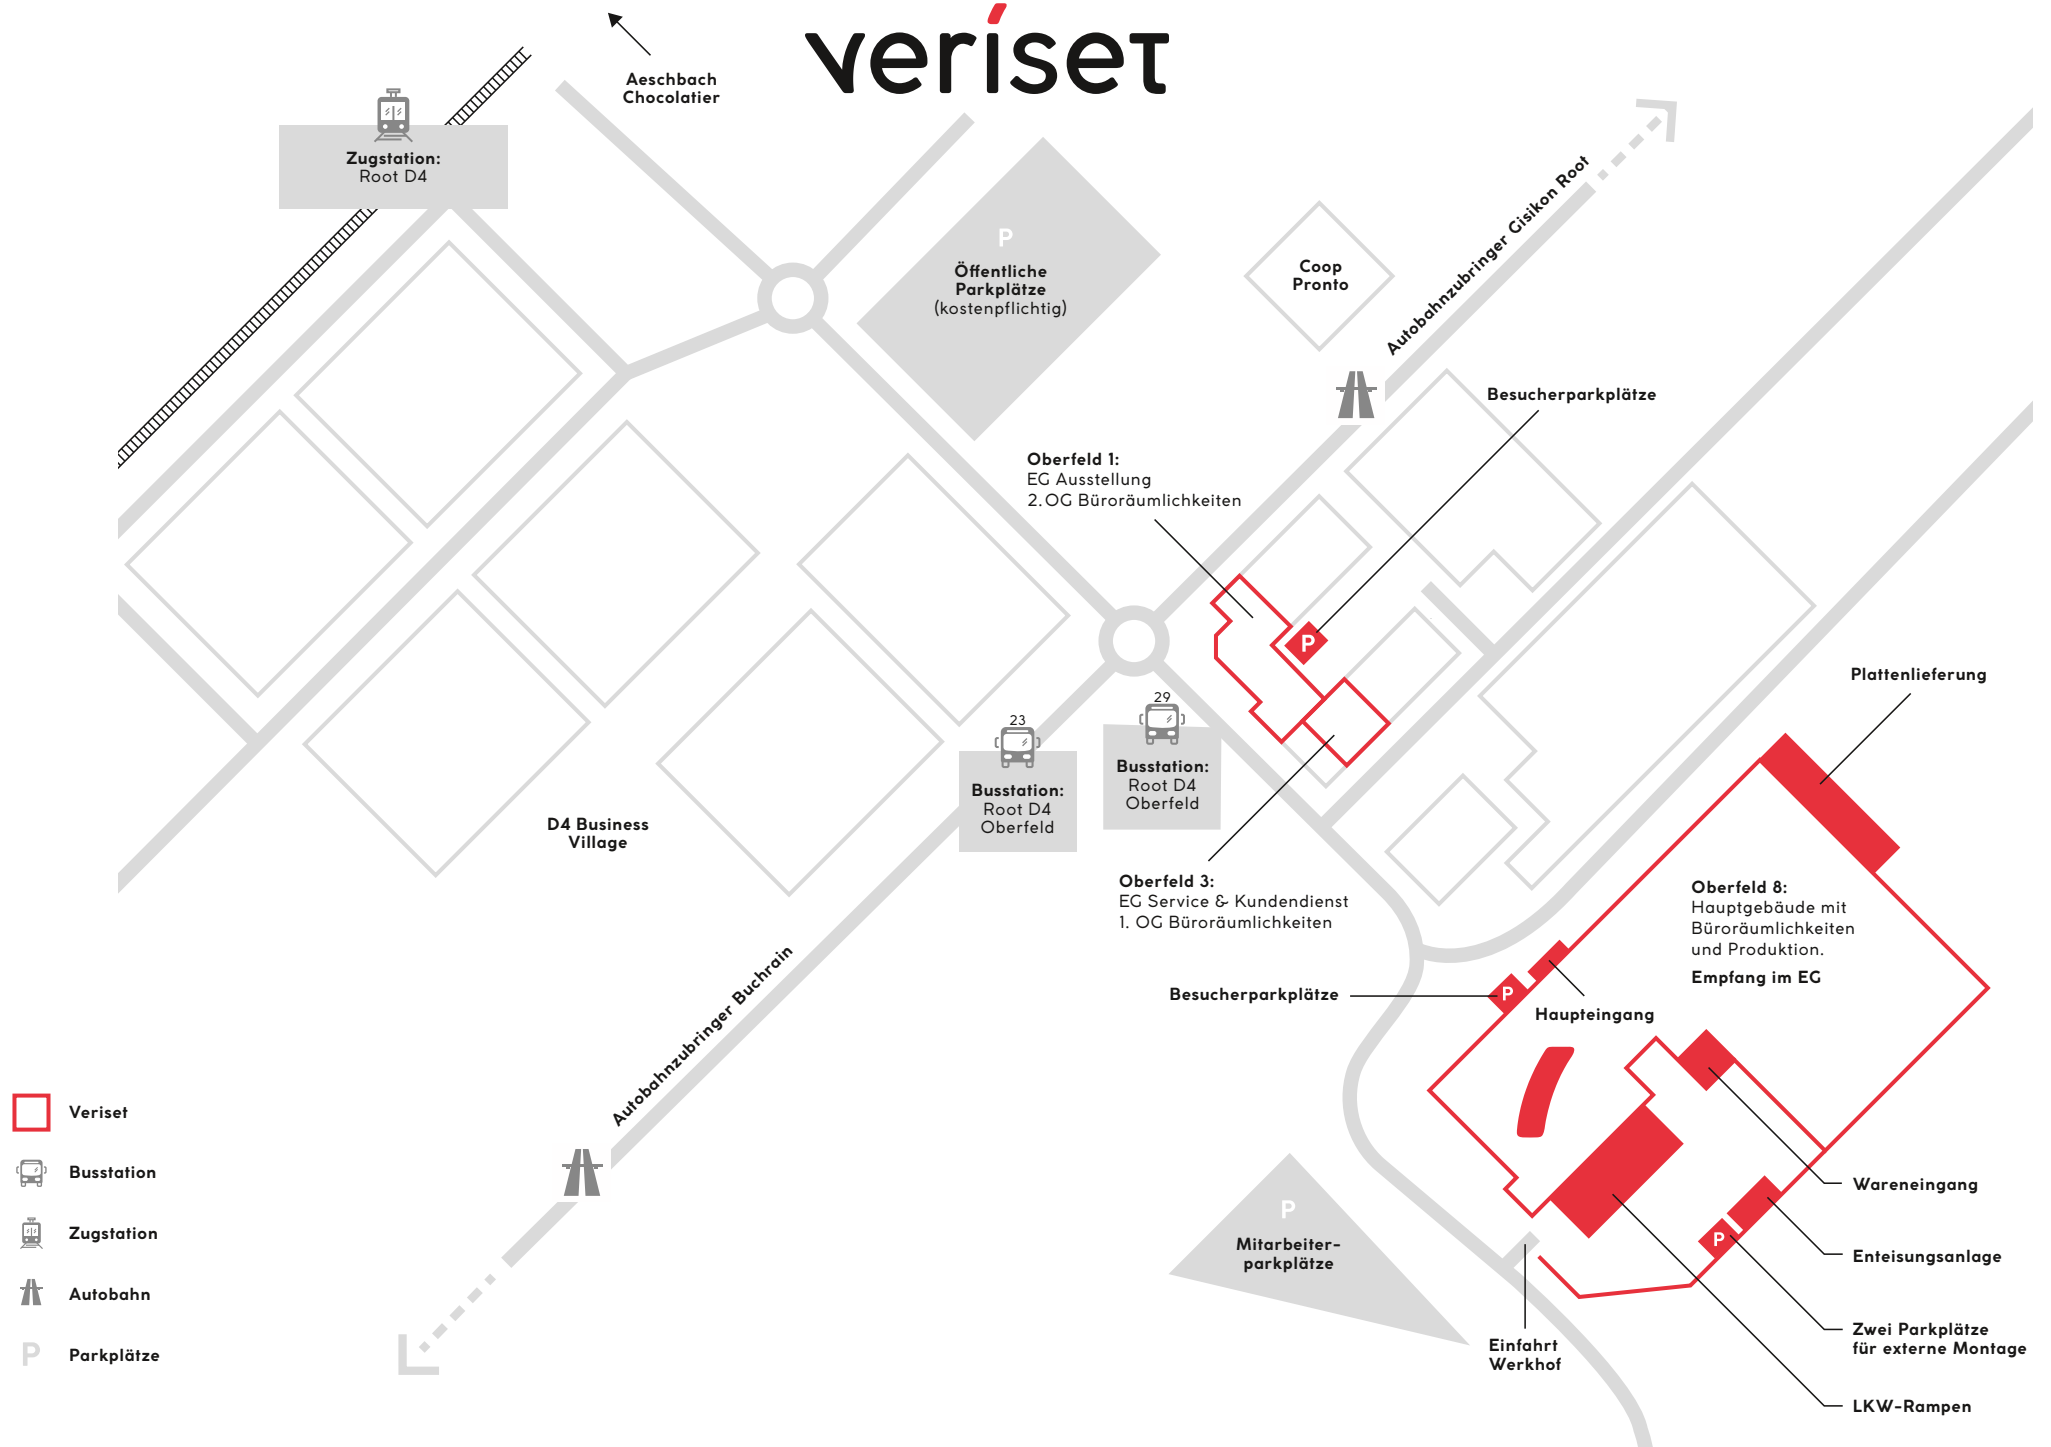 veriset
Aeschbach
Chocolatier
Zugstation:
Root D4
P
Öffentliche
Parkplätze
(kostenpflichtig)
Coop
Pronto
Autobahnzubringer Gisikon Root
Besucherparkplätze
Oberfeld 1:
EG Ausstellung
2. OG Büroräumlichkeiten
P
Plattenlieferung
23
Busstation:
Root D4
Oberfeld
29
Busstation:
Root D4
Oberfeld
D4 Business
Village
Oberfeld 3:
EG Service & Kundendienst
1. OG Büroräumlichkeiten
Oberfeld 8:
Hauptgebäude mit
Büroräumlichkeiten
und Produktion.
Empfang im EG
Autobahnzubringer Buchrain
Besucherparkplätze
P
Haupteingang
Veriset
Busstation
Zugstation
Autobahn
P
Parkplätze
P
Mitarbeiter-
parkplätze
Wareneingang
P
Enteisungsanlage
Zwei Parkplätze
für externe Montage
Einfahrt
Werkhof
LKW-Rampen